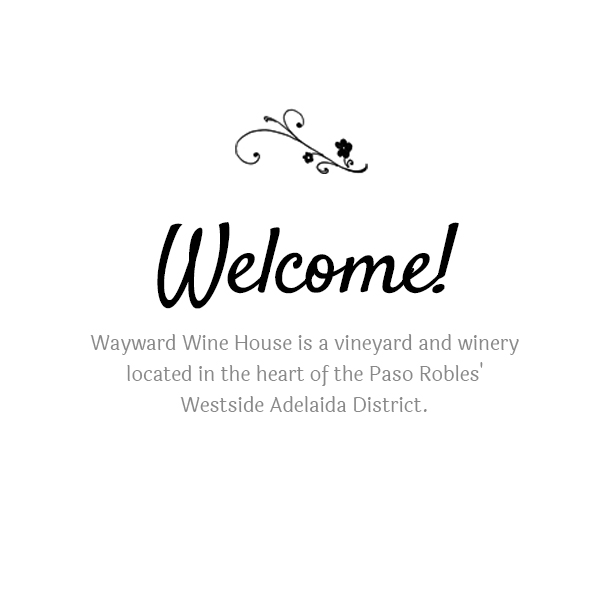 Welcome!
Wayward Wine House is a vineyard and winery
located in the heart of the Paso Robles'
Westside Adelaida District.